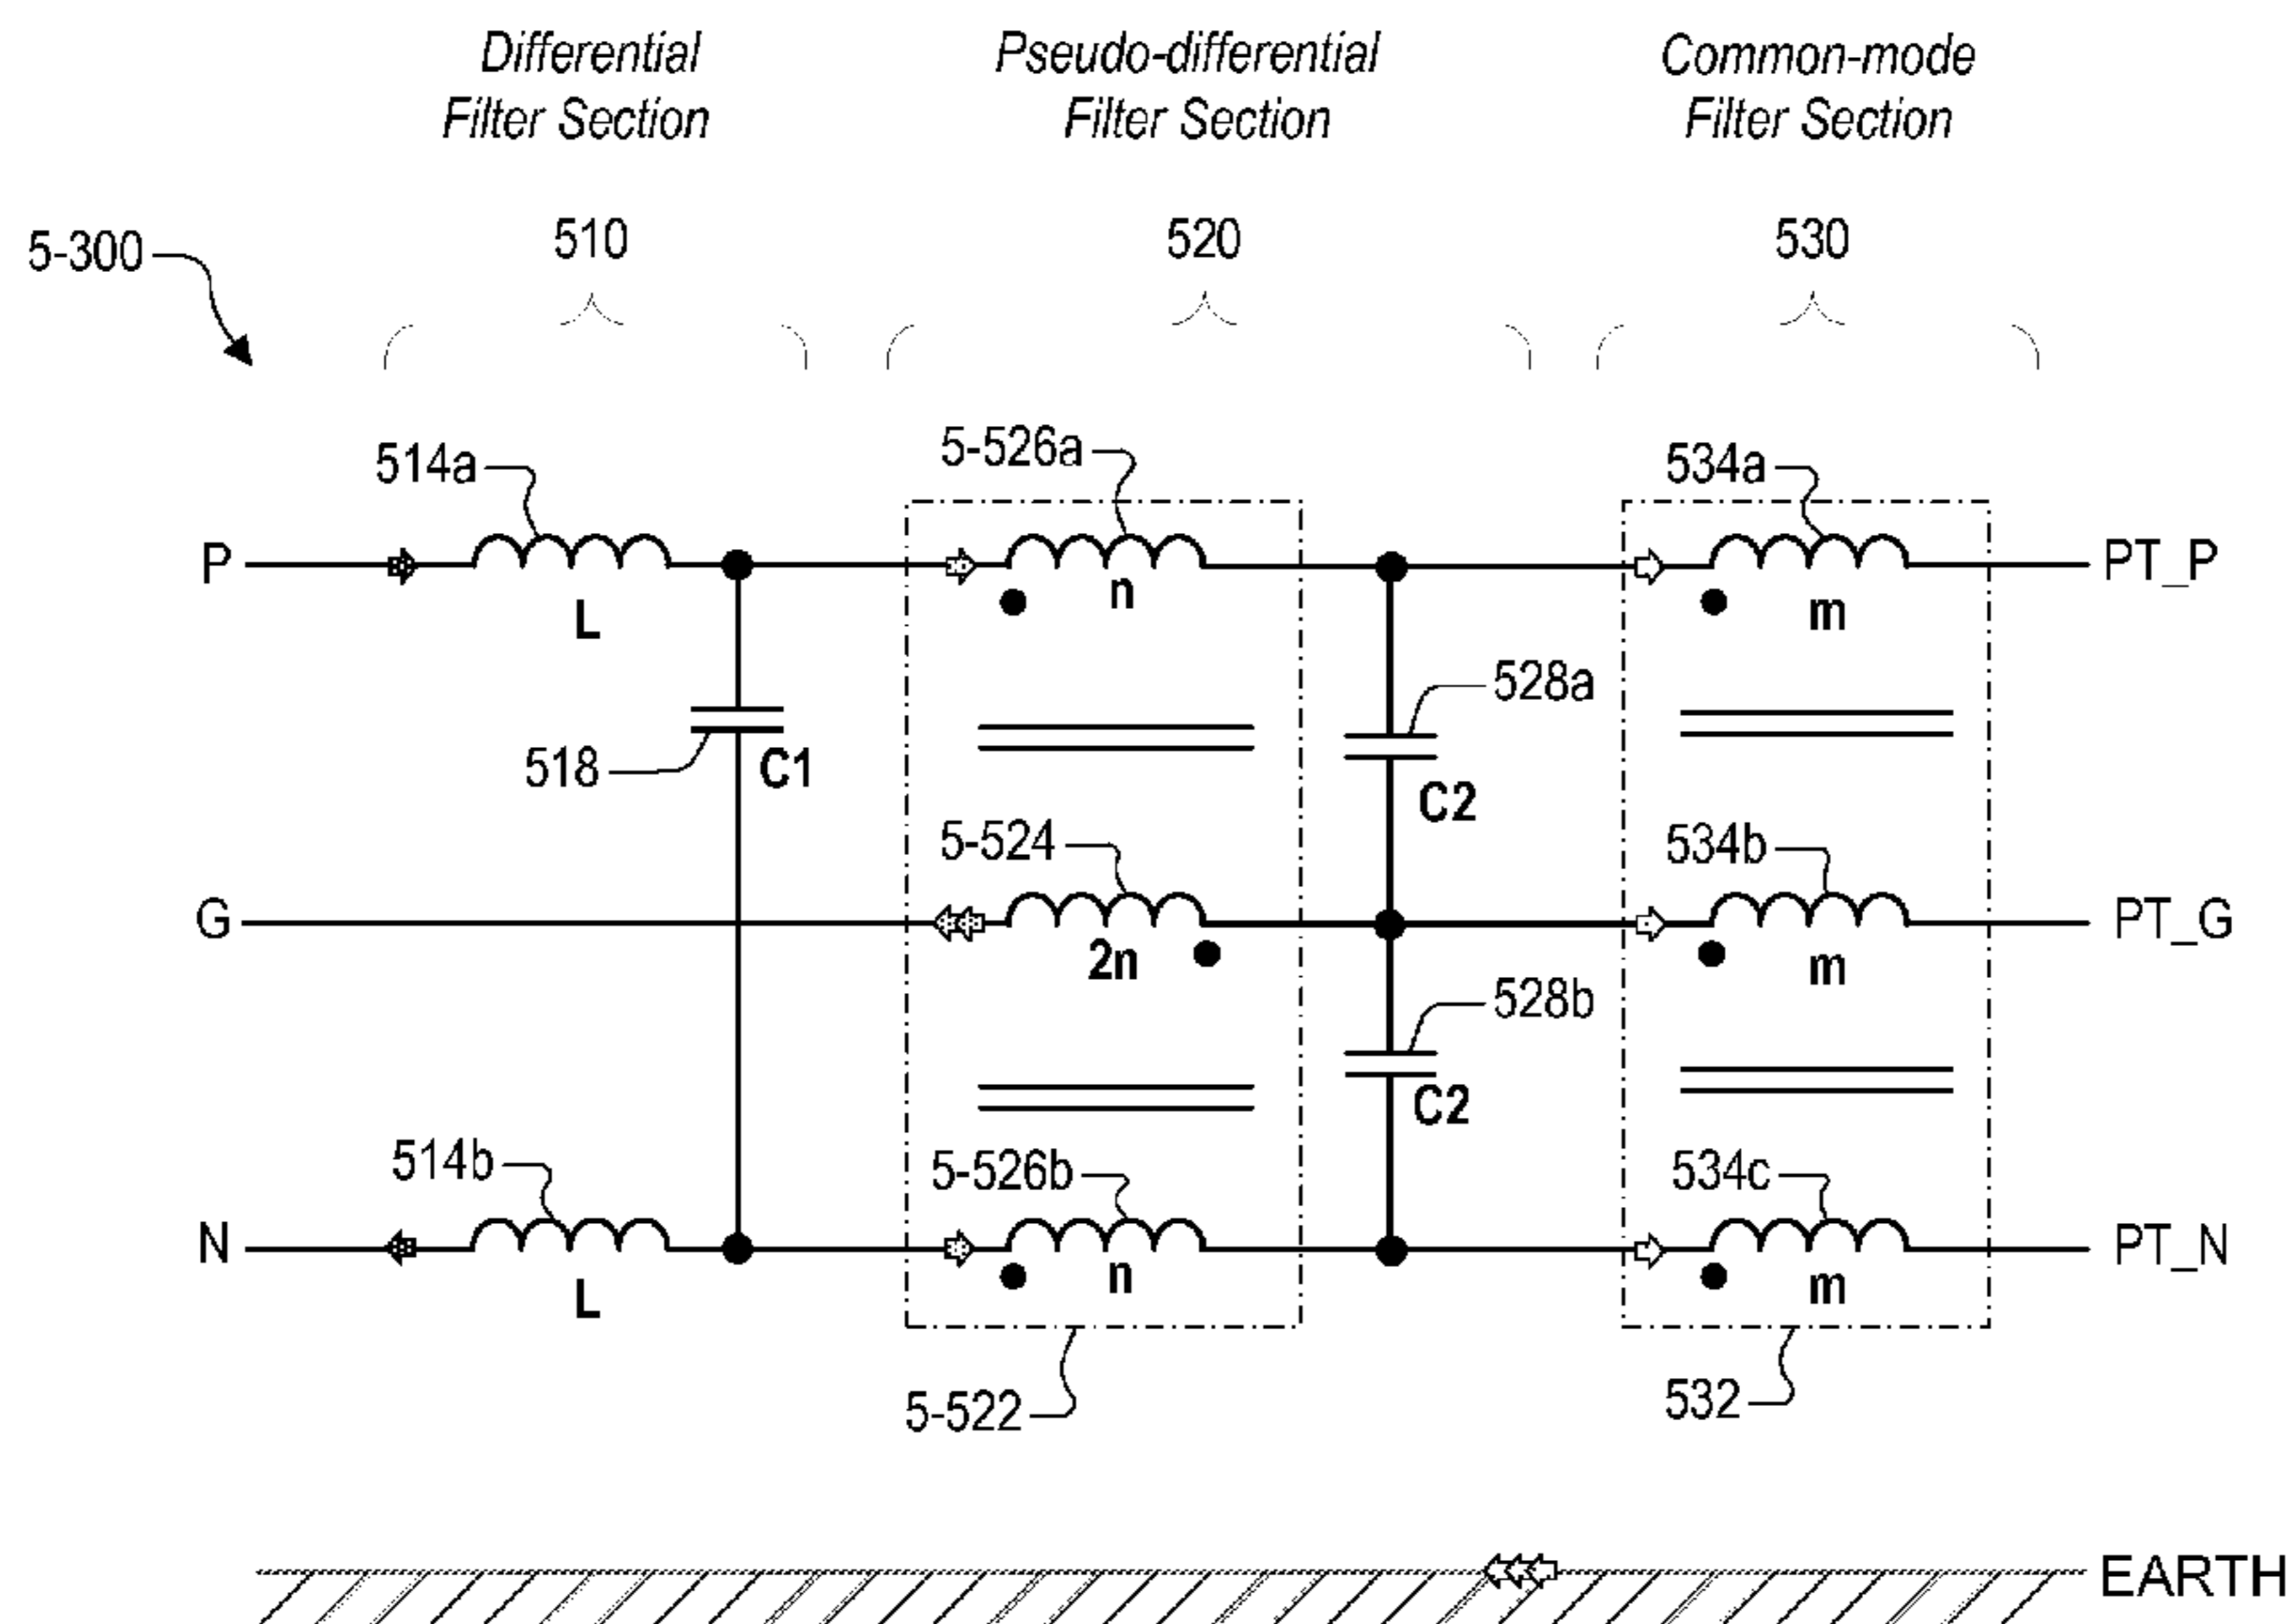 Differential
Filter Section
Pseudo-differential
Filter Section
Common-mode
Filter Section
5-300
510
520
530
514a
5-526a
534a
P
L
n
m
PT_P
528a
518
C1
C2
5-524
534b
G
2n
m
PT_G
528b
C2
514b
5-526b
534c
N
L
n
m
PT_N
5-522
532
EARTH